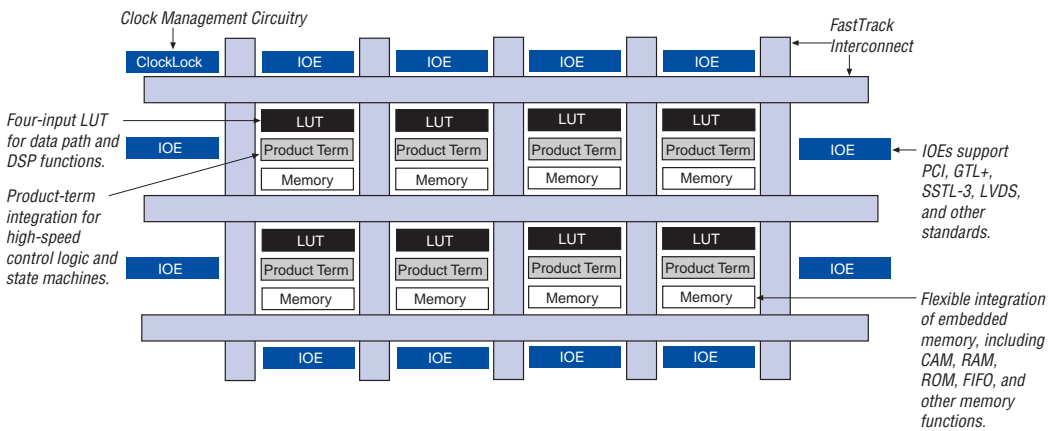 Clock Management Circuitry
FastTrack
Interconnect
ClockLock
IOE
IOE
IOE
IOE
Four-input LUT
for data path and
DSP functions.
LUT
LUT
LUT
LUT
IOE
Product Term
Product Term
Product Term
Product Term
IOE
IOEs support
PCI, GTL+,
SSTL-3, LVDS,
and other
standards.
Memory
Memory
Memory
Memory
Product-term
integration for
high-speed
control logic and
state machines.
LUT
LUT
LUT
LUT
IOE
Product Term
Product Term
Product Term
Product Term
IOE
Memory
Memory
Memory
Memory
Flexible integration
of embedded
memory, including
CAM, RAM,
ROM, FIFO, and
other memory
functions.
IOE
IOE
IOE
IOE